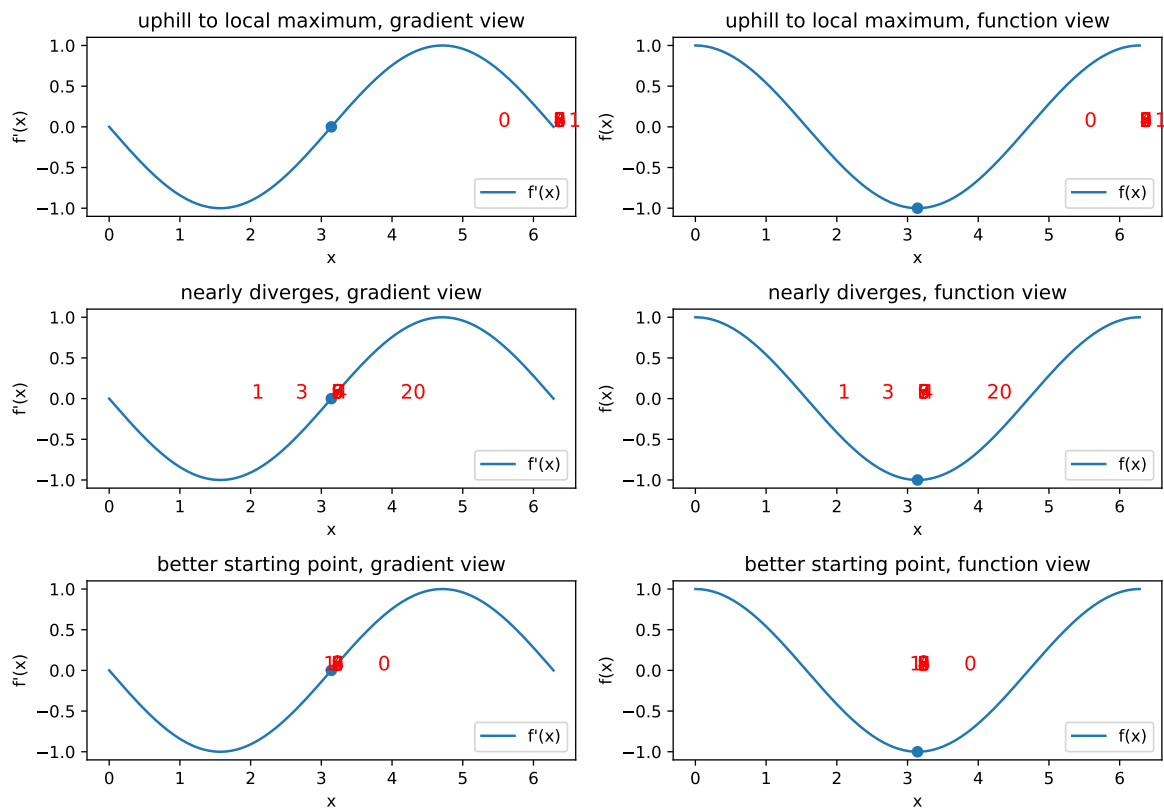 uphill to local maximum, gradient view
1.0
0.5
0.0
−0.5
−1.0
f'(x)
0
1
f'(x)
0 1 2 3 4 5 6
x
uphill to local maximum, function view
1.0
0.5
0.0
−0.5
−1.0
f(x)
0
1
f(x)
0 1 2 3 4 5 6
x
nearly diverges, gradient view
1.0
0.5
0.0
−0.5
−1.0
f'(x)
1 3 20
f'(x)
0 1 2 3 4 5 6
x
nearly diverges, function view
1.0
0.5
0.0
−0.5
−1.0
f(x)
1 3 20
f(x)
0 1 2 3 4 5 6
x
better starting point, gradient view
1.0
0.5
0.0
−0.5
−1.0
f'(x)
0
f'(x)
0 1 2 3 4 5 6
x
better starting point, function view
1.0
0.5
0.0
−0.5
−1.0
f(x)
0
f(x)
0 1 2 3 4 5 6
x